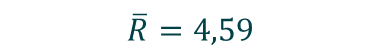 R̄ = 4,59